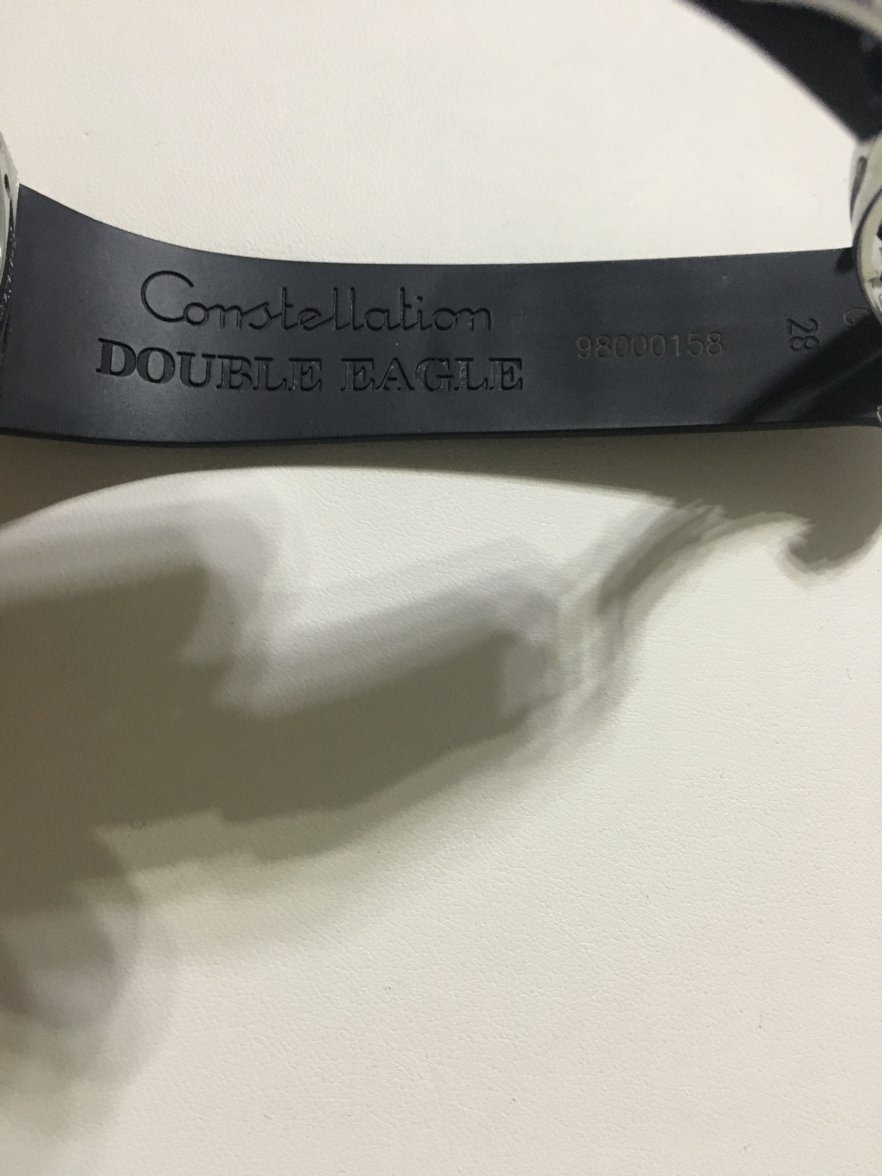 Constellation
DOUBLE EAGLE
98000158
28